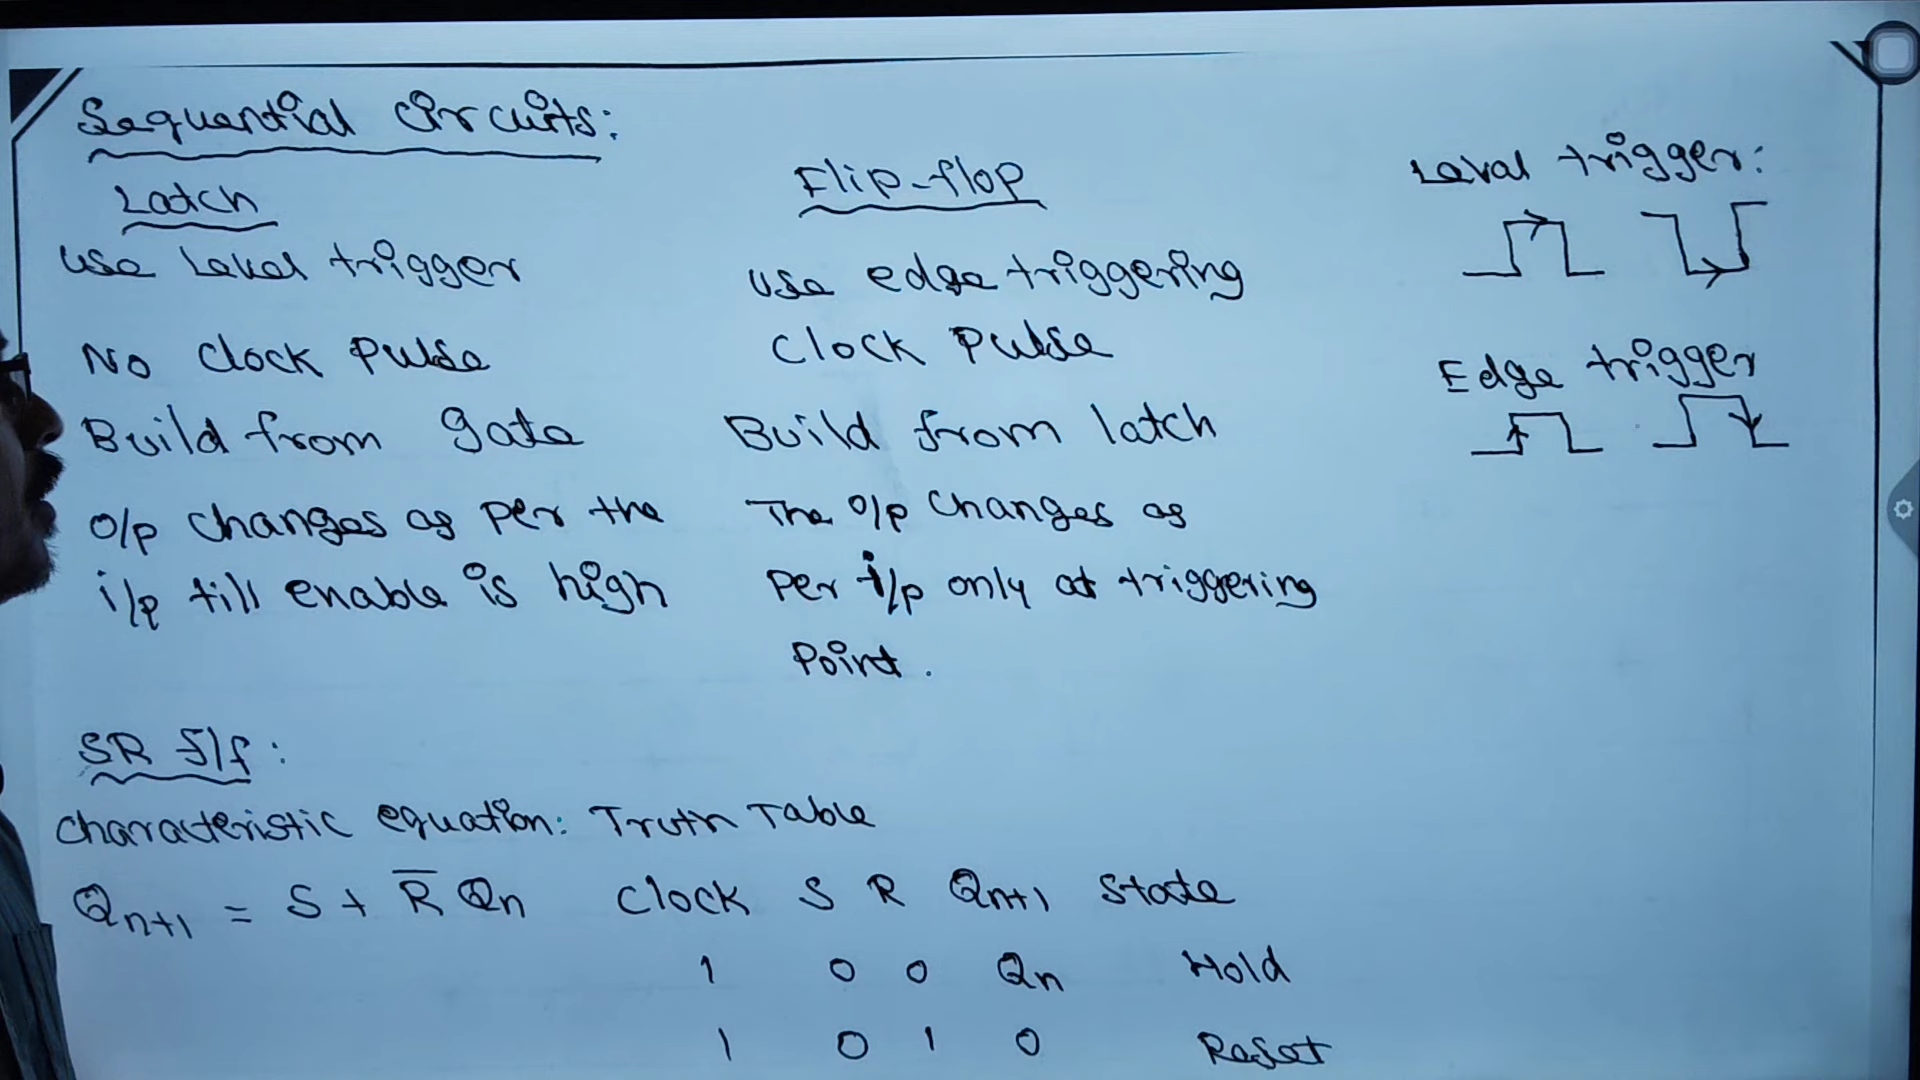 Sequential Circuits:
Latch
Use Level trigger
No Clock Pulse
Build from gate
O/p changes as per the
i/p till enable is high
Flip-flop
Use edge triggering
Clock Pulse
Build from latch
The O/p Changes as
Per i/p only at triggering
Point.
Level trigger:
Edge trigger
SR f/f:
Characteristic equation: Truth Table
Qn+1 = S + R̅ Qn Clock S R Qn+1 State
1 0 0 Qn Hold
1 0 1 0 Reset